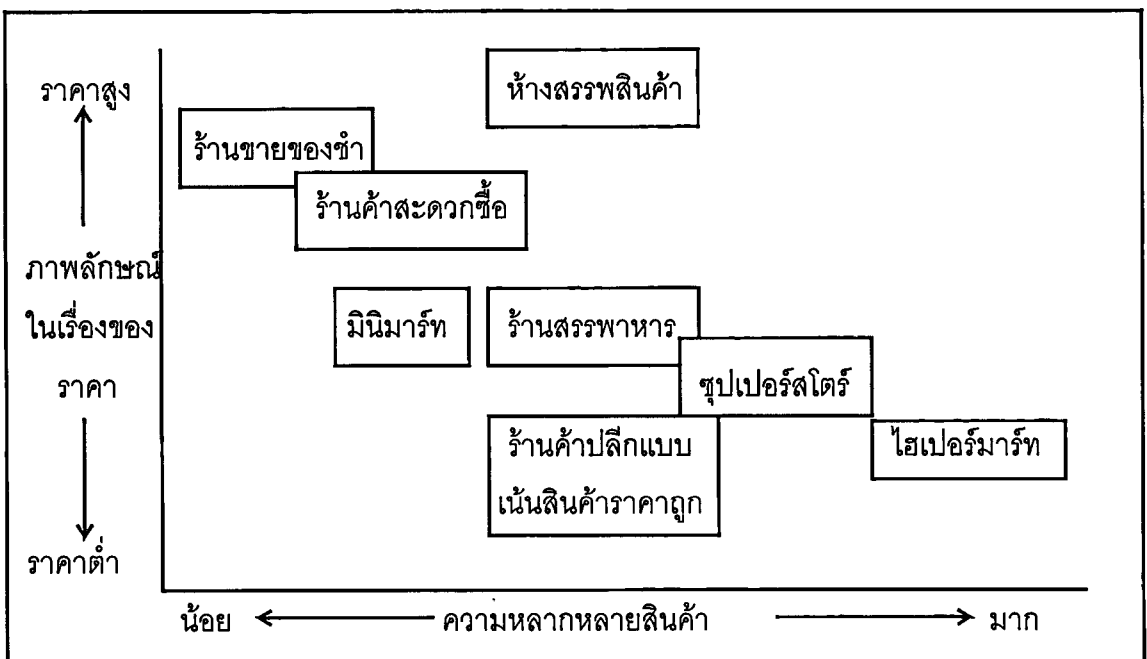 ราคาสูง
ห้างสรรพสินค้า
ร้านขายของชำ
ร้านค้าสะดวกซื้อ
ภาพลักษณ์
ในเรื่องของ
ราคา
มินิมาร์ท
ร้านสรรพาหาร
ซุปเปอร์สโตร์
ร้านค้าปลีกแบบ
เน้นสินค้าราคาถูก
ไฮเปอร์มาร์ท
ราคาต่ำ
น้อย ความหลากหลายสินค้า มาก